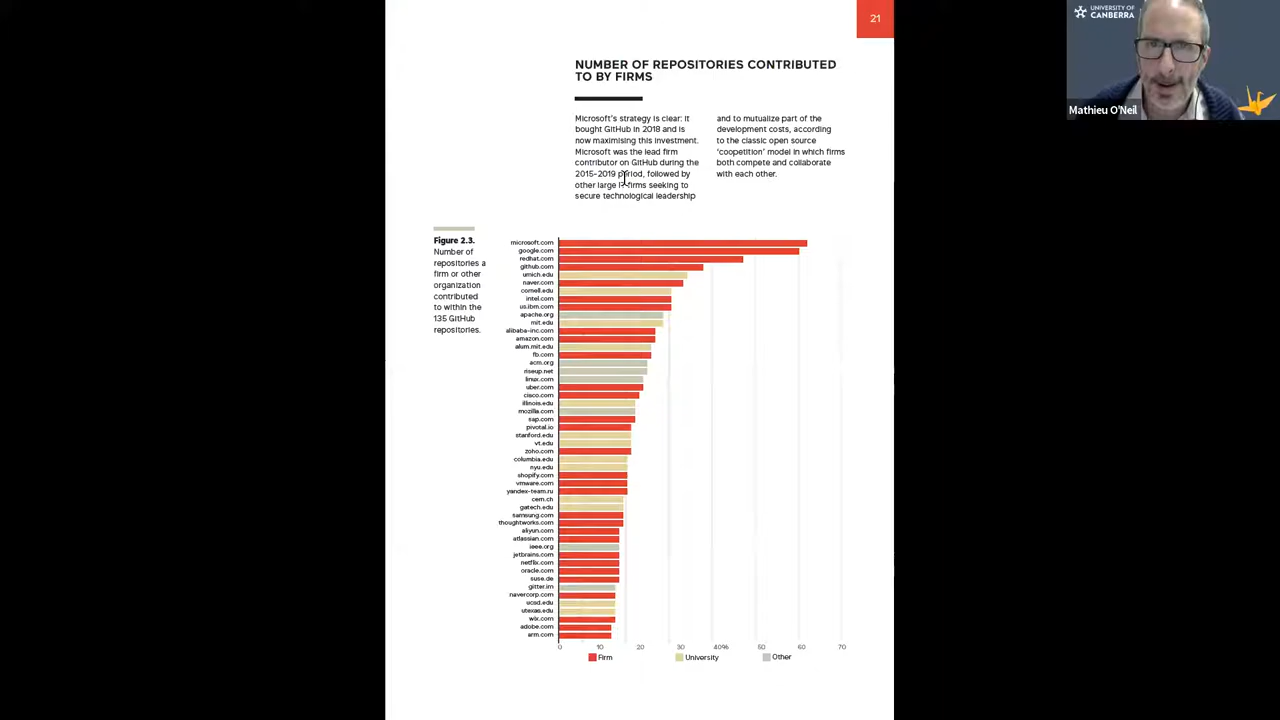 21
UNIVERSITY OF
CANBERRA
Mathieu O'Neil
NUMBER OF REPOSITORIES CONTRIBUTED
TO BY FIRMS
Microsoft's strategy is clear: it
bought GitHub in 2018 and is
now maximising this investment.
Microsoft was the lead firm
contributor on GitHub during the
2015-2019 period, followed by
other large IT firms seeking to
secure technological leadership
and to mutualize part of the
development costs, according
to the classic open source
'coopetition' model in which firms
both compete and collaborate
with each other.
Figure 2.3.
Number of
repositories a
firm or other
organization
contributed
to within the
135 GitHub
repositories.
microsoft.com
google.com
redhat.com
github.com
umich.edu
naver.com
cornell.edu
intel.com
us.ibm.com
apache.org
mit.edu
alibaba-inc.com
amazon.com
alum.mit.edu
fb.com
acm.org
riseup.net
linux.com
uber.com
cisco.com
illinois.edu
mozilla.com
sap.com
pivotal.io
stanford.edu
vt.edu
zoho.com
columbia.edu
nyu.edu
shopify.com
vmware.com
yandex-team.ru
cern.ch
gatech.edu
samsung.com
thoughtworks.com
aliyun.com
atlassian.com
ieee.org
jetbrains.com
netflix.com
oracle.com
suse.de
gitter.im
navercorp.com
ucsd.edu
utexas.edu
wix.com
adobe.com
arm.com
0 10 20 30 40% 50 60 70
Firm University Other